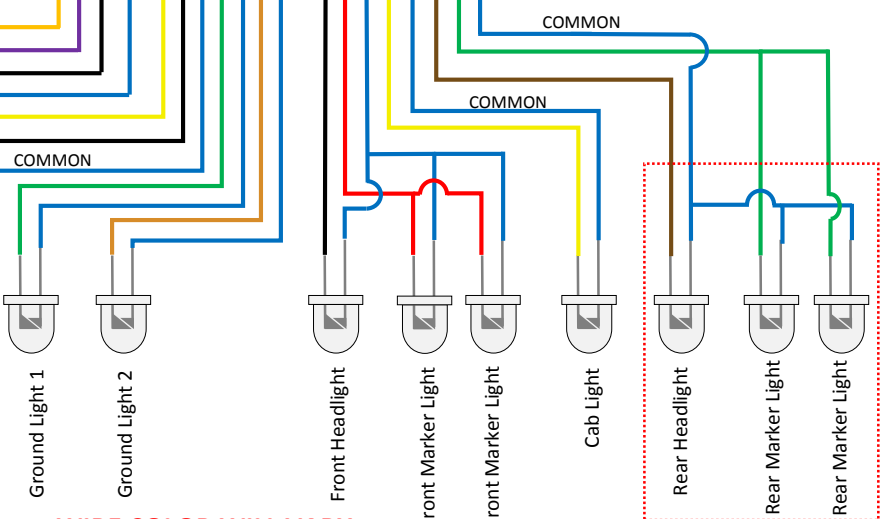 COMMON
COMMON
COMMON
Ground Light 1
Ground Light 2
Front Headlight
ront Marker Light
ront Marker Light
Cab Light
Rear Headlight
Rear Marker Light
Rear Marker Light